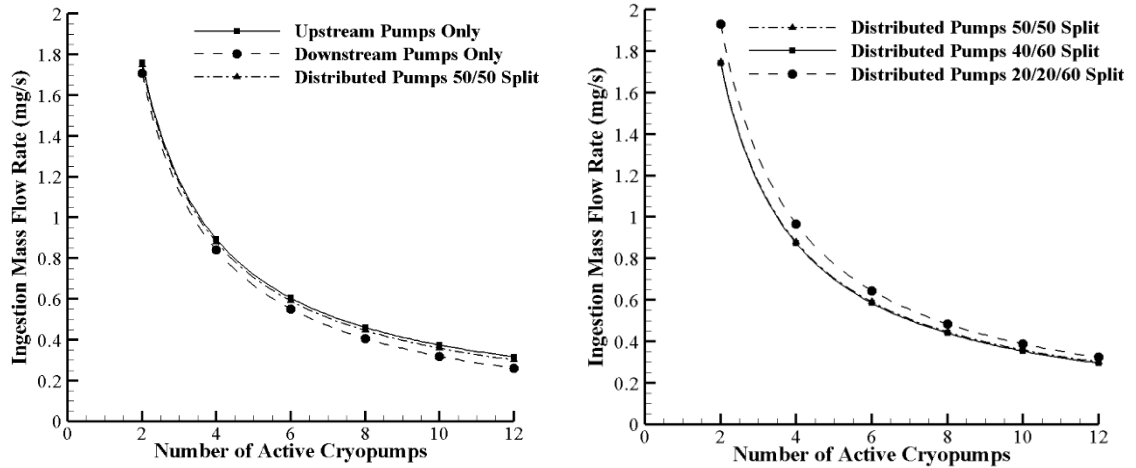 Upstream Pumps Only
Downstream Pumps Only
Distributed Pumps 50/50 Split
Ingestion Mass Flow Rate (mg/s)
2
1.8
1.6
1.4
1.2
1
0.8
0.6
0.4
0.2
0
0 2 4 6 8 10 12
Number of Active Cryopumps
Distributed Pumps 50/50 Split
Distributed Pumps 40/60 Split
Distributed Pumps 20/20/60 Split
Ingestion Mass Flow Rate (mg/s)
2
1.8
1.6
1.4
1.2
1
0.8
0.6
0.4
0.2
0
0 2 4 6 8 10 12
Number of Active Cryopumps